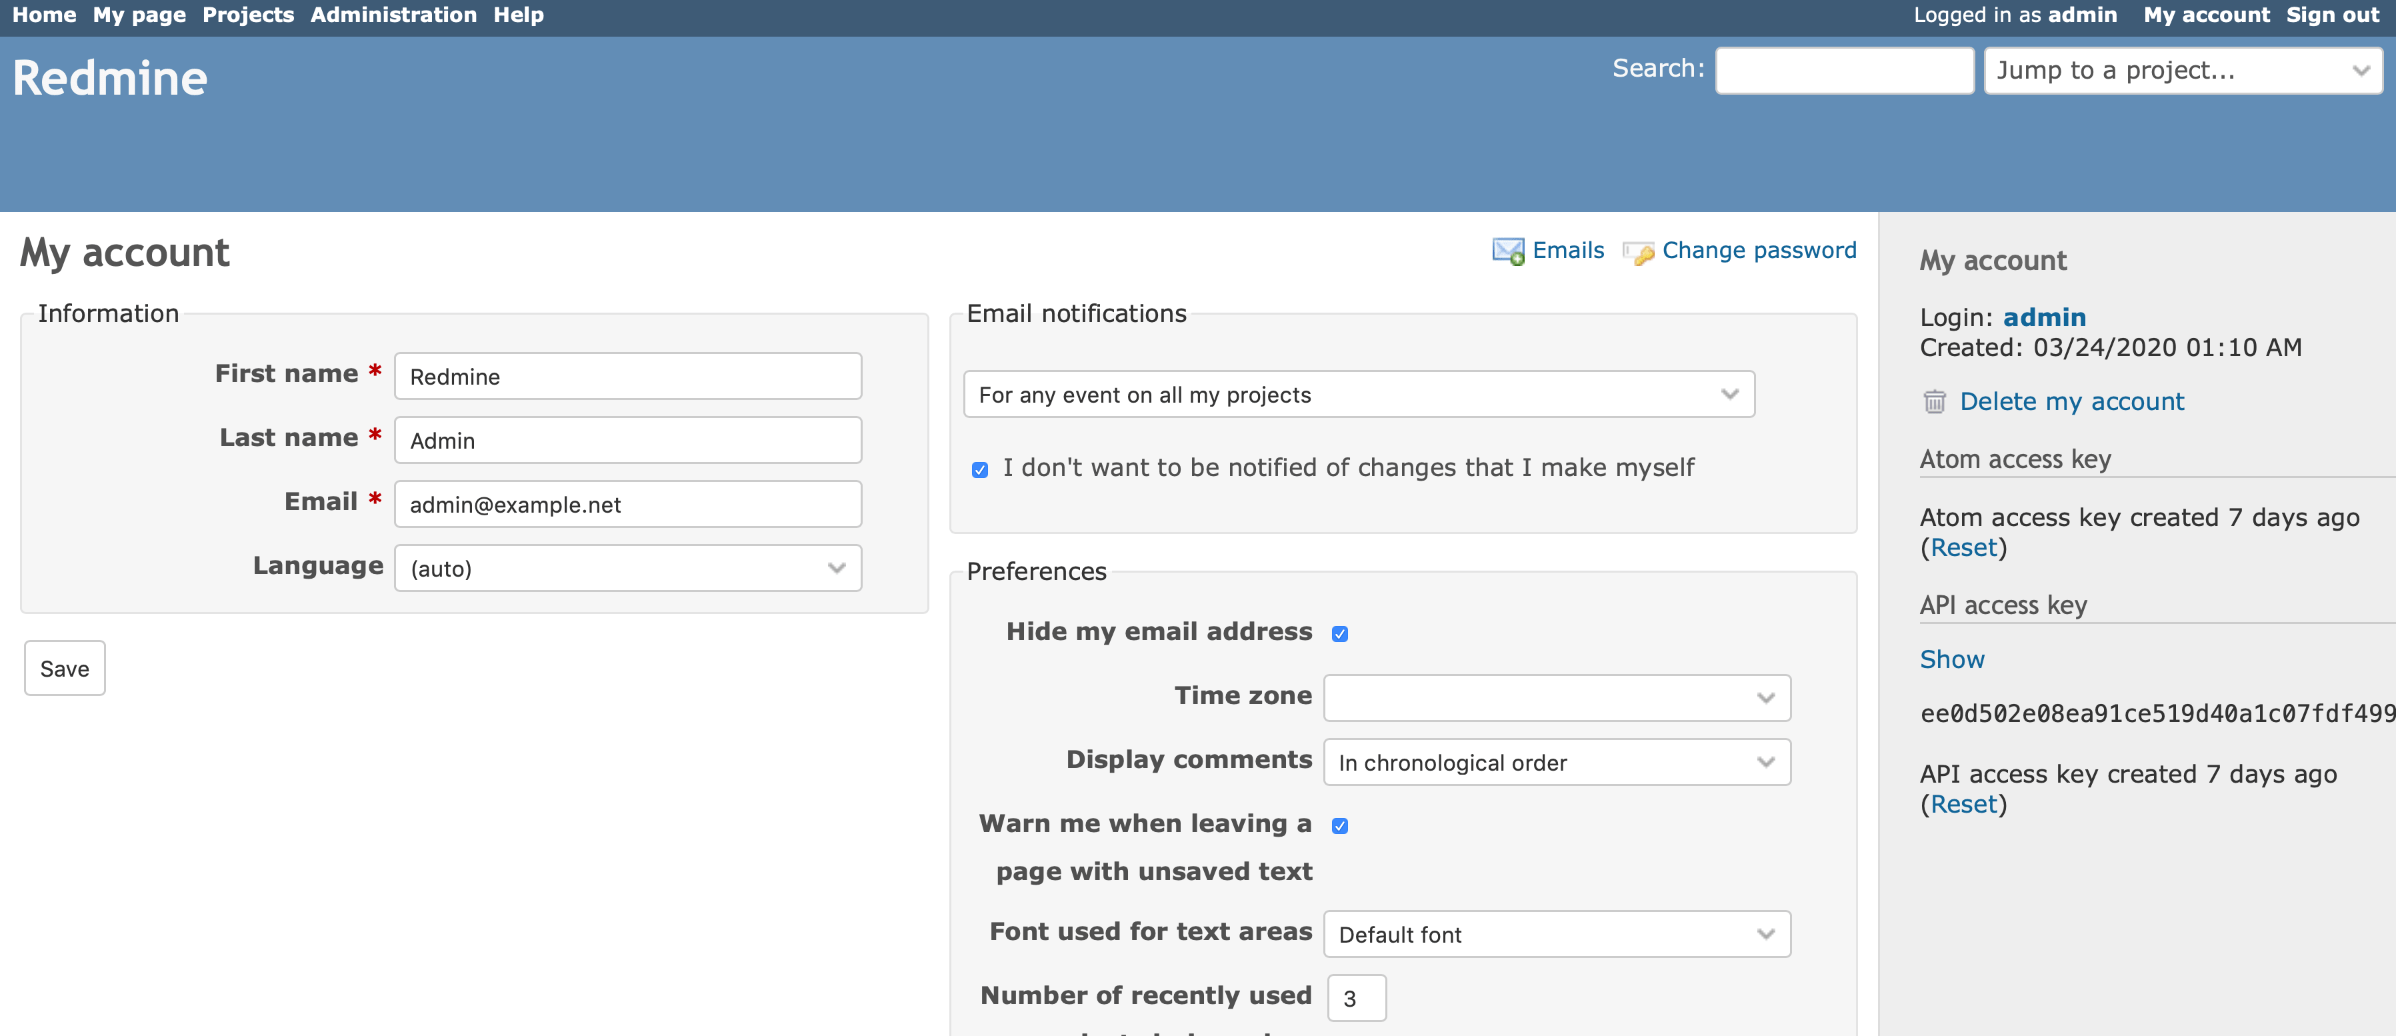 Home My page Projects Administration Help
Logged in as admin My account Sign out
Redmine
Search: Jump to a project...
My account
Emails Change password
Information
First name * Redmine
Last name * Admin
Email * admin@example.net
Language (auto)
Save
Email notifications
For any event on all my projects
I don't want to be notified of changes that I make myself
Preferences
Hide my email address
Time zone
Display comments In chronological order
Warn me when leaving a
page with unsaved text
Font used for text areas Default font
Number of recently used 3
My account
Login: admin
Created: 03/24/2020 01:10 AM
Delete my account
Atom access key
Atom access key created 7 days ago
(Reset)
API access key
Show
ee0d502e08ea91ce519d40a1c07fdf499
API access key created 7 days ago
(Reset)